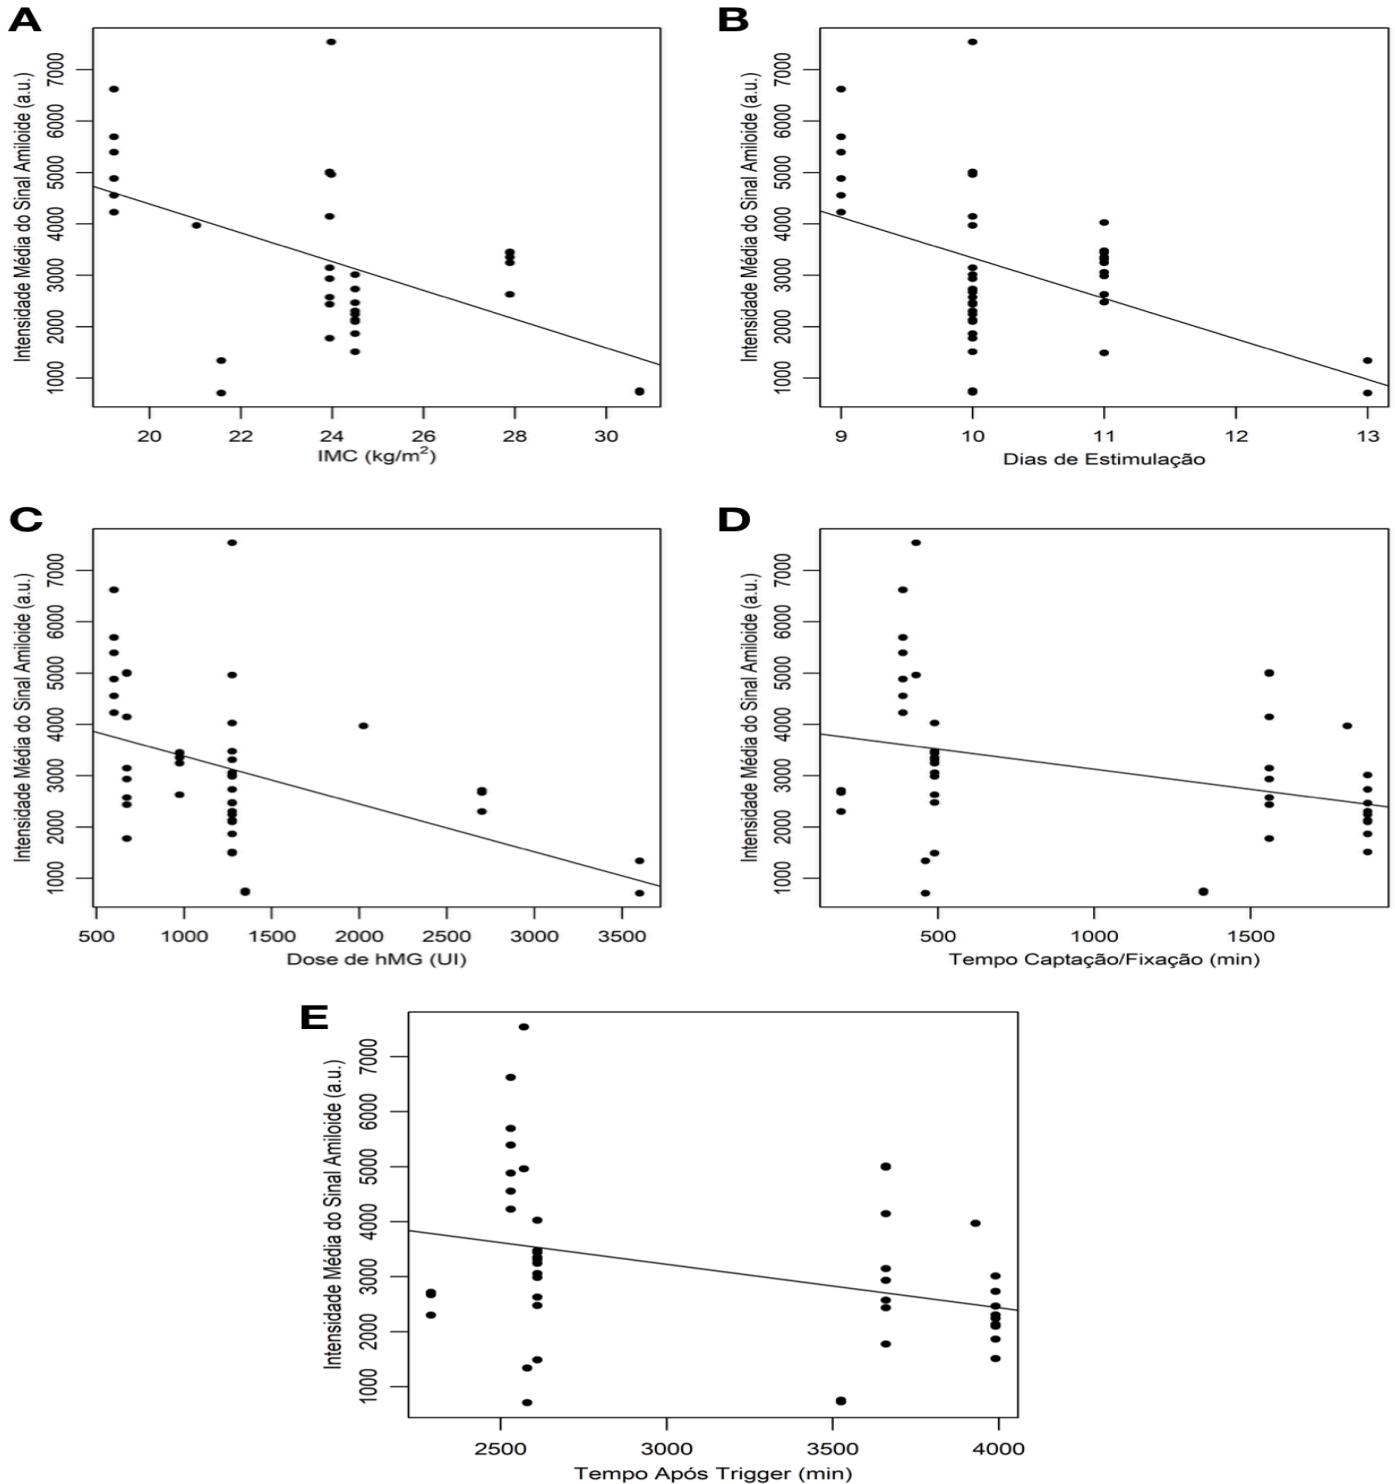 A
Intensidade Média do Sinal Amiloide (a.u.)
7000
6000
5000
4000
3000
2000
1000
20 22 24 26 28 30
IMC (kg/m²)
B
Intensidade Média do Sinal Amiloide (a.u.)
7000
6000
5000
4000
3000
2000
1000
9 10 11 12 13
Dias de Estimulação
C
Intensidade Média do Sinal Amiloide (a.u.)
7000
6000
5000
4000
3000
2000
1000
500 1000 1500 2000 2500 3000 3500
Dose de hMG (UI)
D
Intensidade Média do Sinal Amiloide (a.u.)
7000
6000
5000
4000
3000
2000
1000
500 1000 1500
Tempo Captação/Fixação (min)
E
Intensidade Média do Sinal Amiloide (a.u.)
7000
6000
5000
4000
3000
2000
1000
2500 3000 3500 4000
Tempo Após Trigger (min)